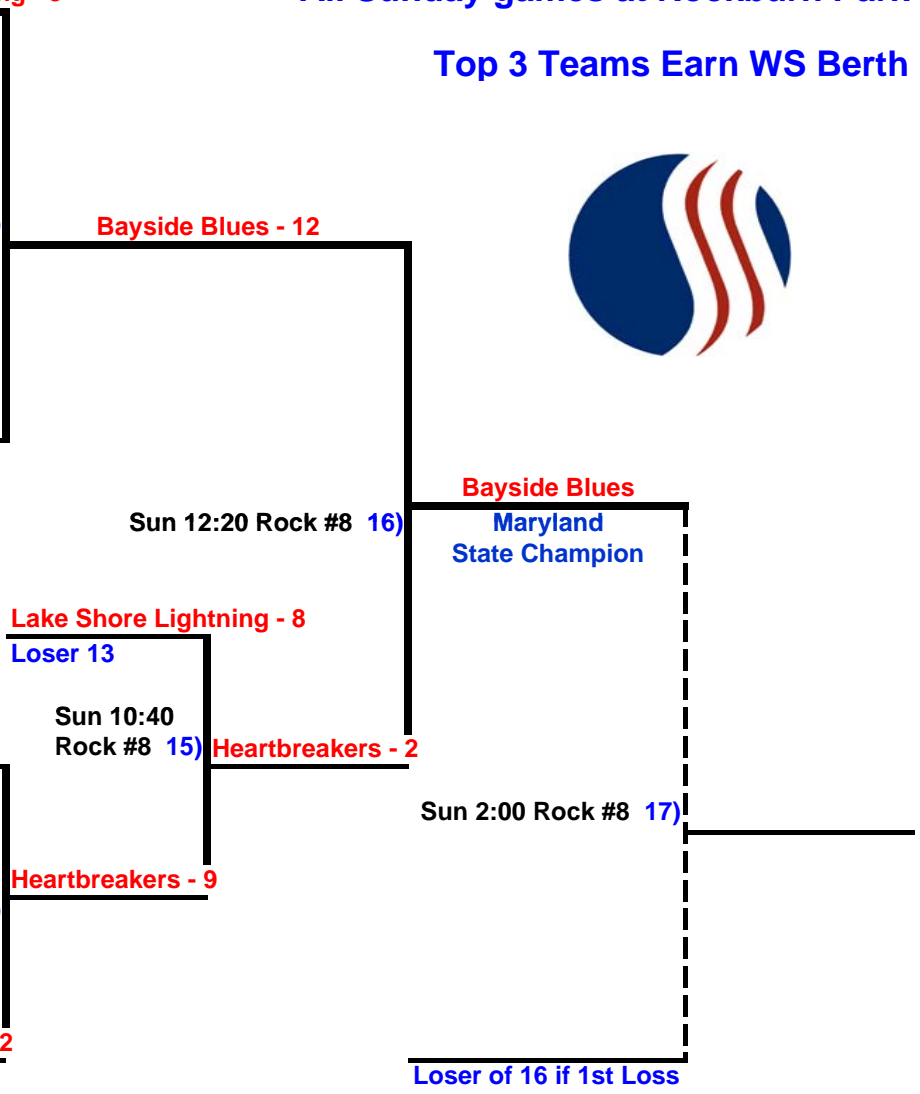 Top 3 Teams Earn WS Berth
Bayside Blues - 12
Bayside Blues
Sun 12:20 Rock #8 16)
Maryland
State Champion
Lake Shore Lightning - 8
Loser 13
Sun 10:40
Rock #8 15)
Heartbreakers - 2
Sun 2:00 Rock #8 17)
Heartbreakers - 9
2
Loser of 16 if 1st Loss